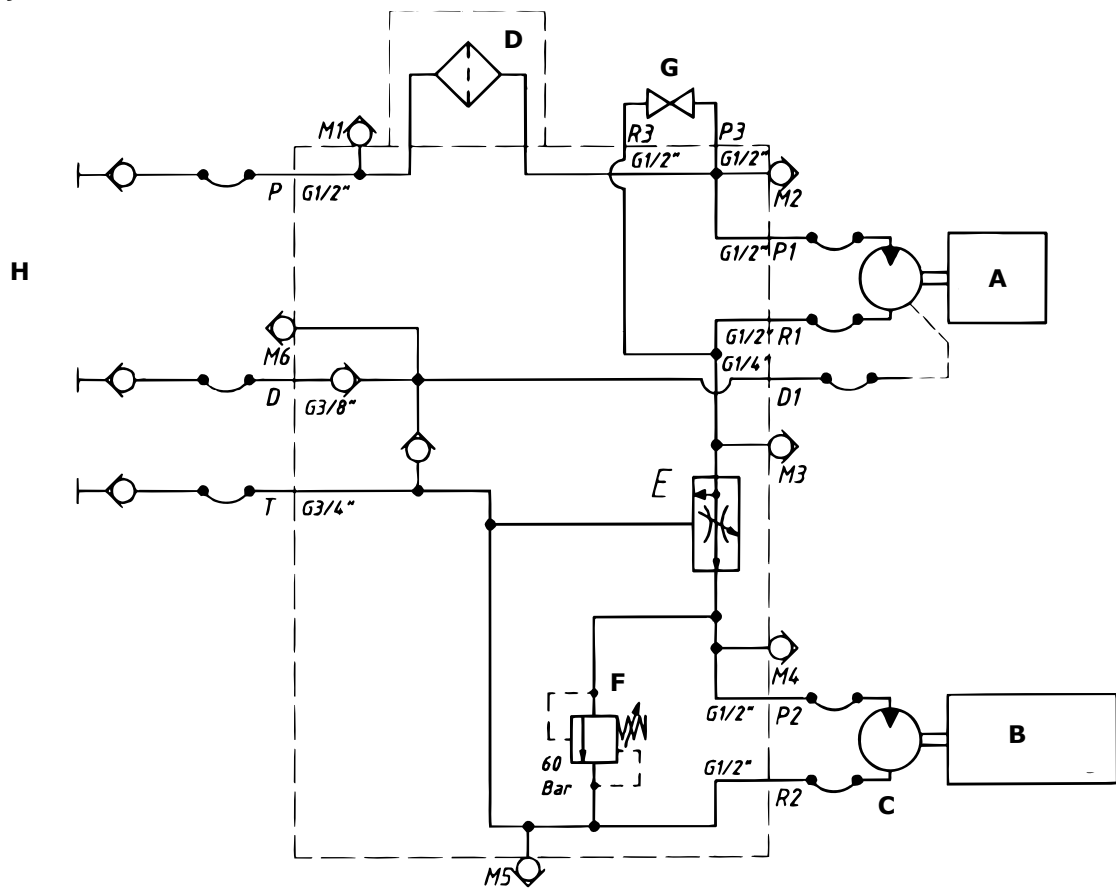 D
G
M1
R3
P3
G1/2"
G1/2"
P
G1/2"
M2
G1/2"
P1
H
A
M6
G1/2"
R1
G1/4"
D
G3/8"
D1
M3
E
T
G3/4"
M4
F
G1/2"
P2
B
60
Bar
G1/2"
R2
C
M5